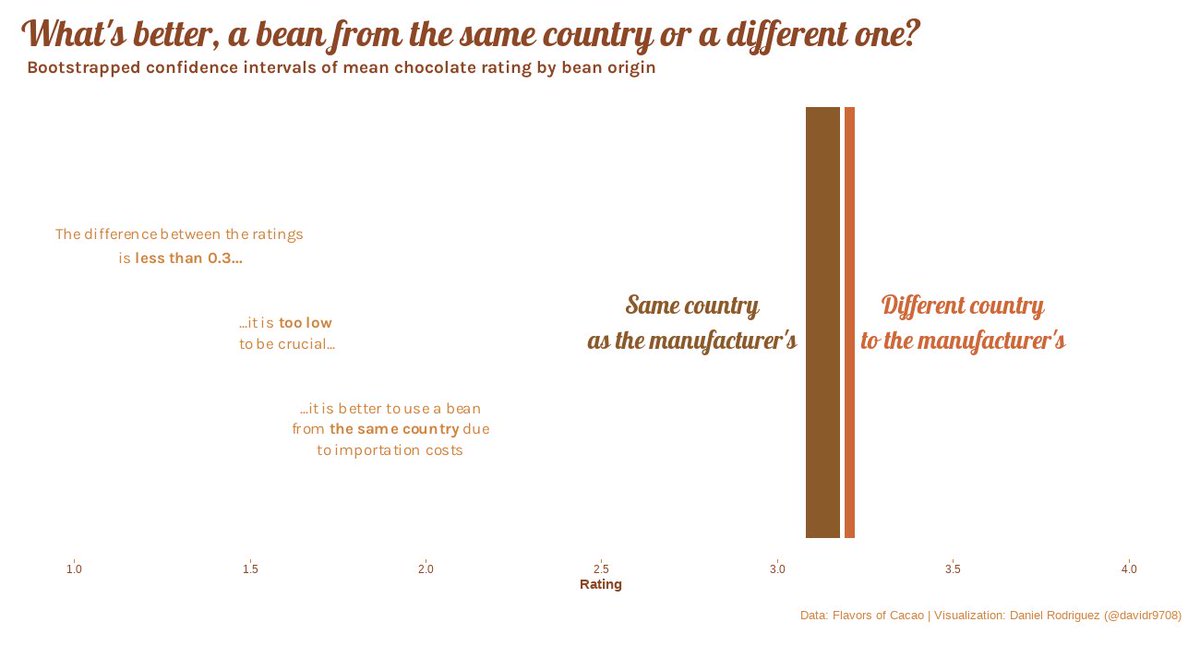 What's better, a bean from the same country or a different one?
Bootstrapped confidence intervals of mean chocolate rating by bean origin
The difference between the ratings
is less than 0.3...
...it is too low
to be crucial...
...it is better to use a bean
from the same country due
to importation costs
Same country
as the manufacturer's
Different country
to the manufacturer's
1.0 1.5 2.0 2.5 3.0 3.5 4.0
Rating
Data: Flavors of Cacao | Visualization: Daniel Rodriguez (@davidr9708)